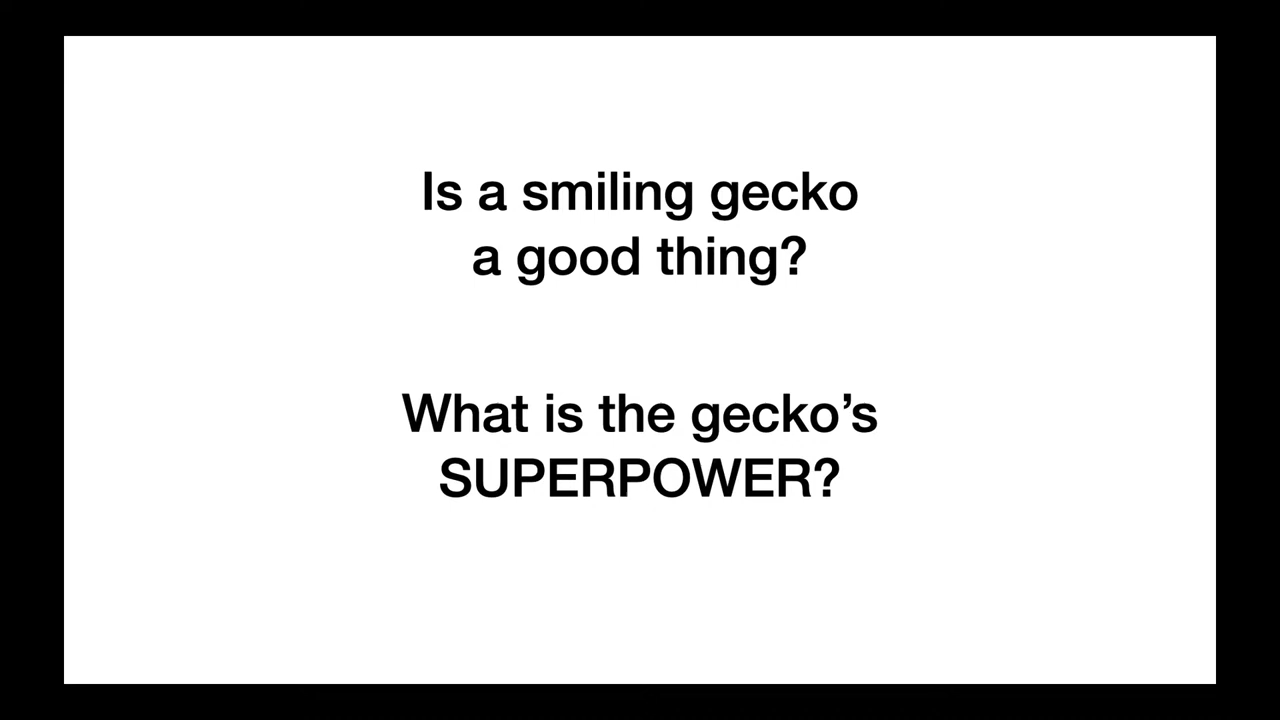 Is a smiling gecko
a good thing?
What is the gecko’s
SUPERPOWER?